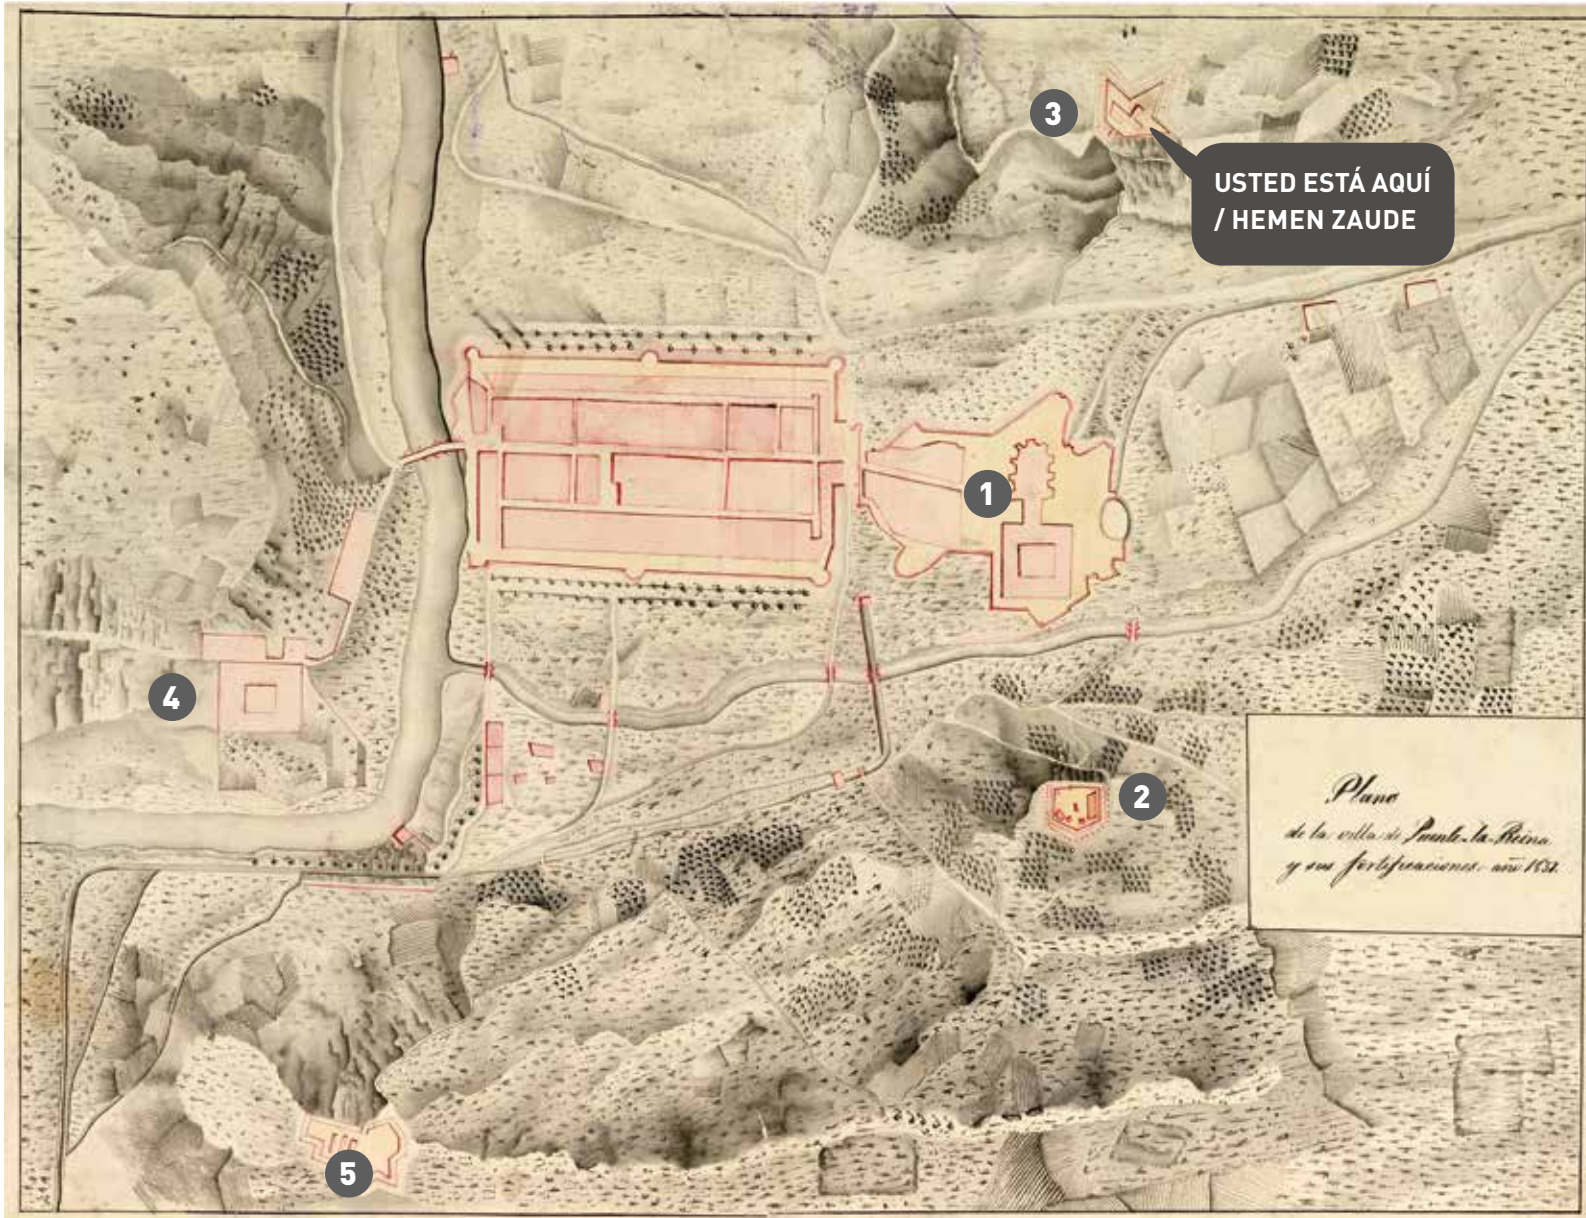 3
USTED ESTÁ AQUÍ
/ HEMEN ZAUDE
1
4
2
Plano
de la villa de Puente-la-Reina
y sus fortificaciones año
5